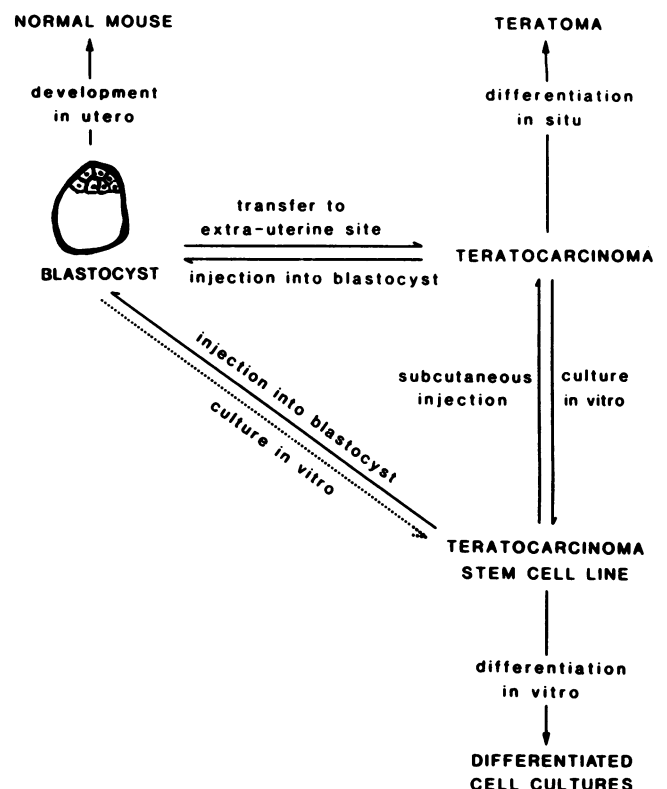 NORMAL MOUSE
TERATOMA
development
in utero
differentiation
in situ
transfer to
extra-uterine site
BLASTOCYST
injection into blastocyst
TERATOCARCINOMA
injection into blastocyst
culture in vitro
subcutaneous
injection
culture
in vitro
TERATOCARCINOMA
STEM CELL LINE
differentiation
in vitro
DIFFERENTIATED
CELL CULTURES